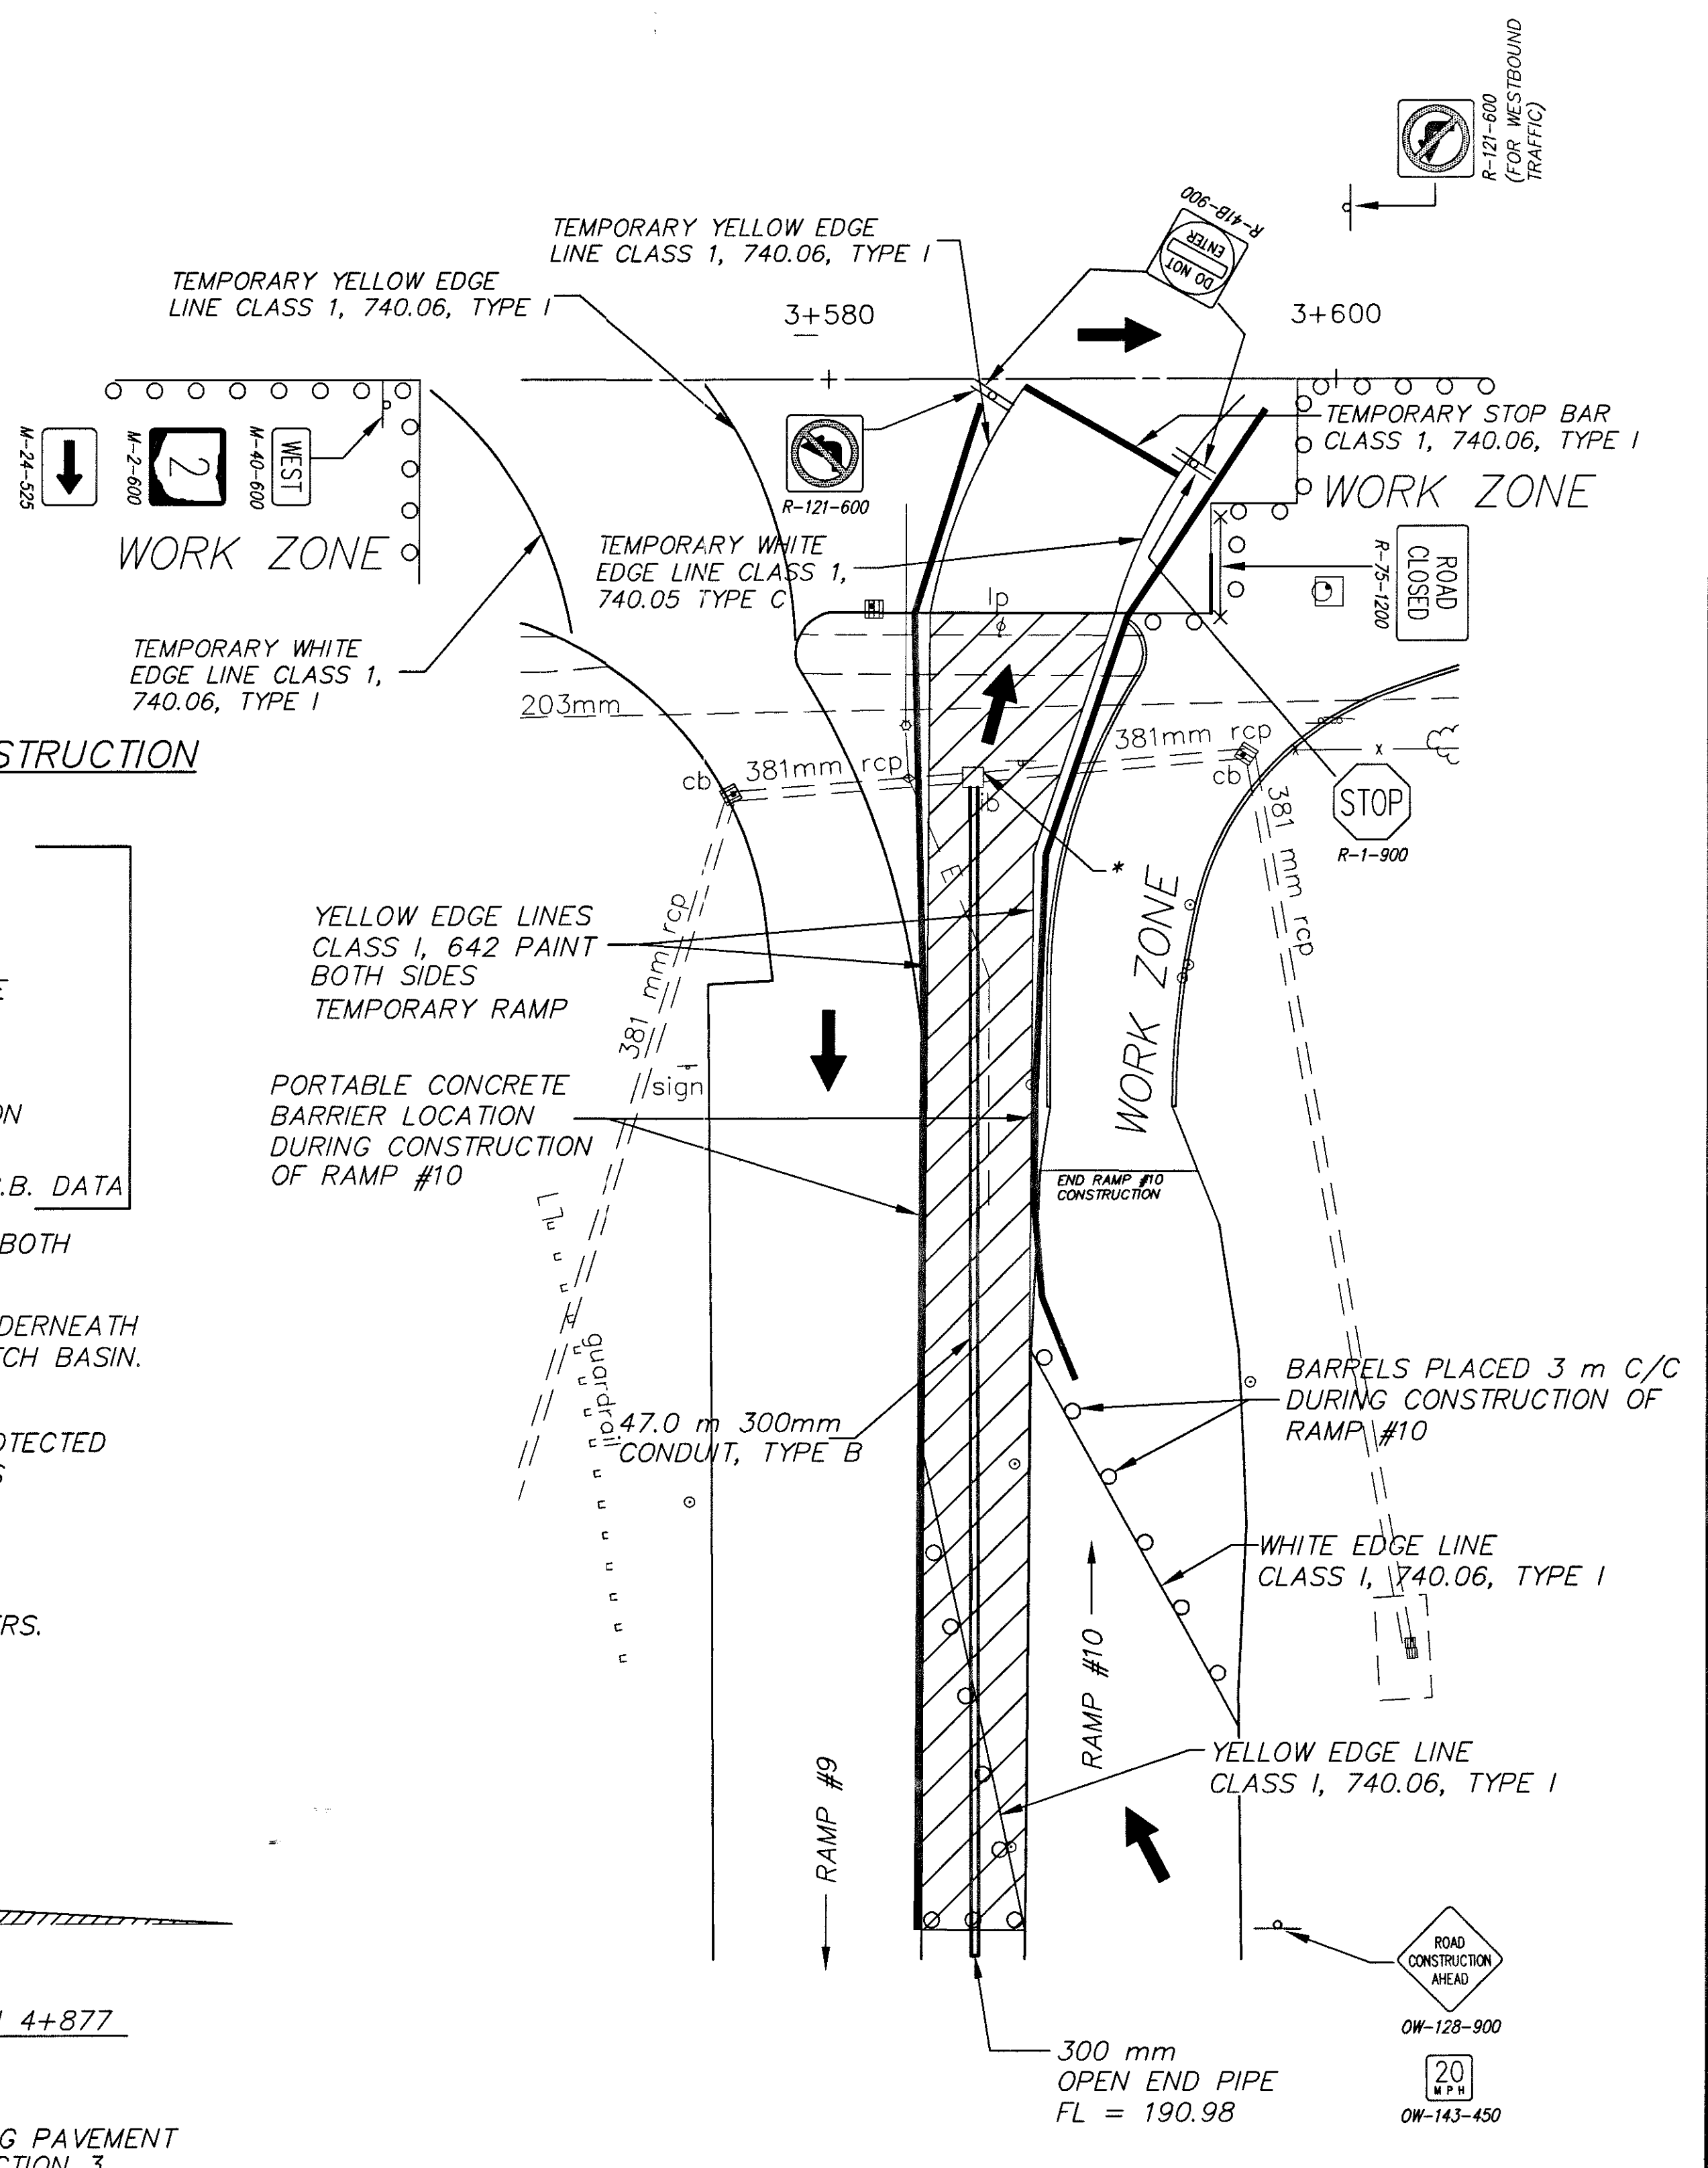 R-121-600
(FOR WESTBOUND
TRAFFIC)
R-41B-900
DO NOT
ENTER
TEMPORARY YELLOW EDGE
LINE CLASS 1, 740.06, TYPE I
TEMPORARY YELLOW EDGE
LINE CLASS 1, 740.06, TYPE I
3+580
3+600
M-24-525
M-2-600
2
M-40-600
WEST
WORK ZONE
R-121-600
TEMPORARY STOP BAR
CLASS 1, 740.06, TYPE I
WORK ZONE
TEMPORARY WHITE
EDGE LINE CLASS 1,
740.05 TYPE C
lp
ROAD
CLOSED
R-75-1200
TEMPORARY WHITE
EDGE LINE CLASS 1,
740.06, TYPE I
203mm
STRUCTION
381mm rcp
381mm rcp
cb
cb
ib
STOP
R-1-900
*
E
381 mm rcp
381 mm rcp
WORK ZONE
YELLOW EDGE LINES
CLASS I, 642 PAINT
BOTH SIDES
TEMPORARY RAMP
PORTABLE CONCRETE
BARRIER LOCATION
DURING CONSTRUCTION
OF RAMP #10
sign
END RAMP #10
CONSTRUCTION
E
ON
.B. DATA
BOTH
DERNEATH
TCH BASIN.
OTECTED
S
ERS.
guardrail
47.0 m 300mm
CONDUIT, TYPE B
BARRELS PLACED 3 m C/C
DURING CONSTRUCTION OF
RAMP #10
WHITE EDGE LINE
CLASS I, 740.06, TYPE I
RAMP #10
YELLOW EDGE LINE
CLASS I, 740.06, TYPE I
RAMP #9
ROAD
CONSTRUCTION
AHEAD
OW-128-900
20
MPH
OW-143-450
4+877
300 mm
OPEN END PIPE
FL = 190.98
G PAVEMENT
CTION 3